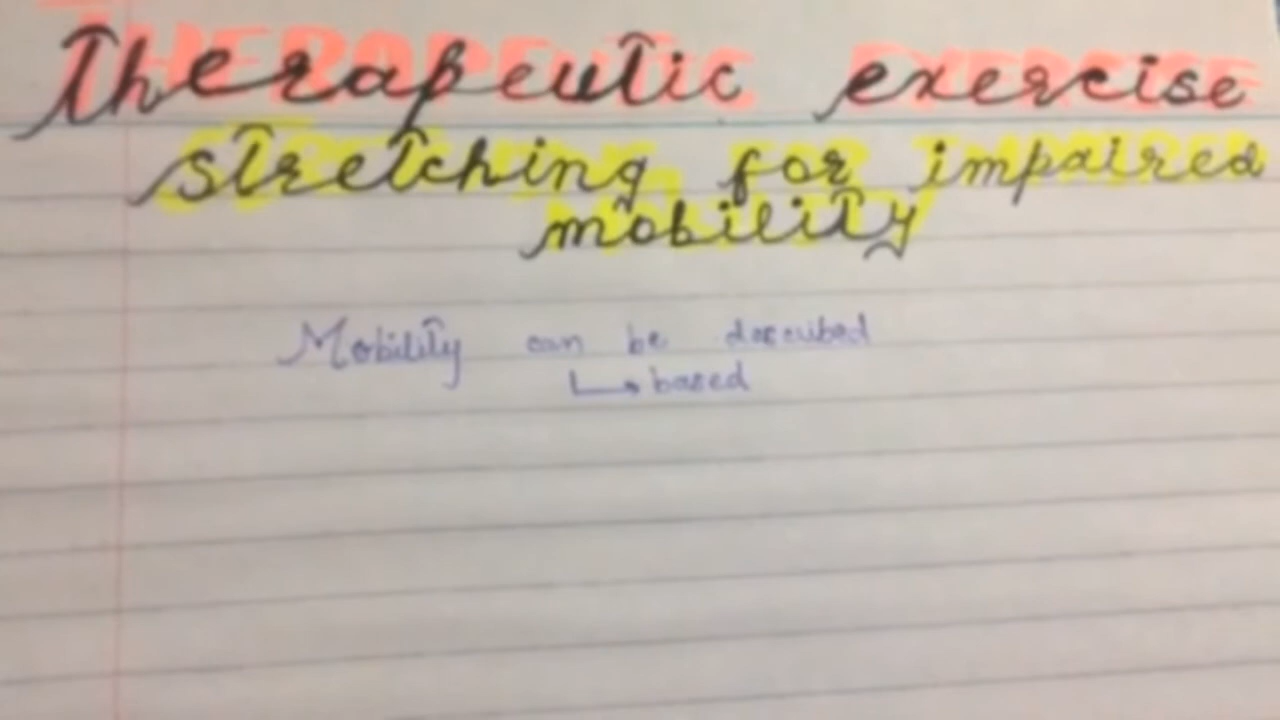 Therapeutic exercise
stretching for impaired
mobility
Mobility can be described
↳ based